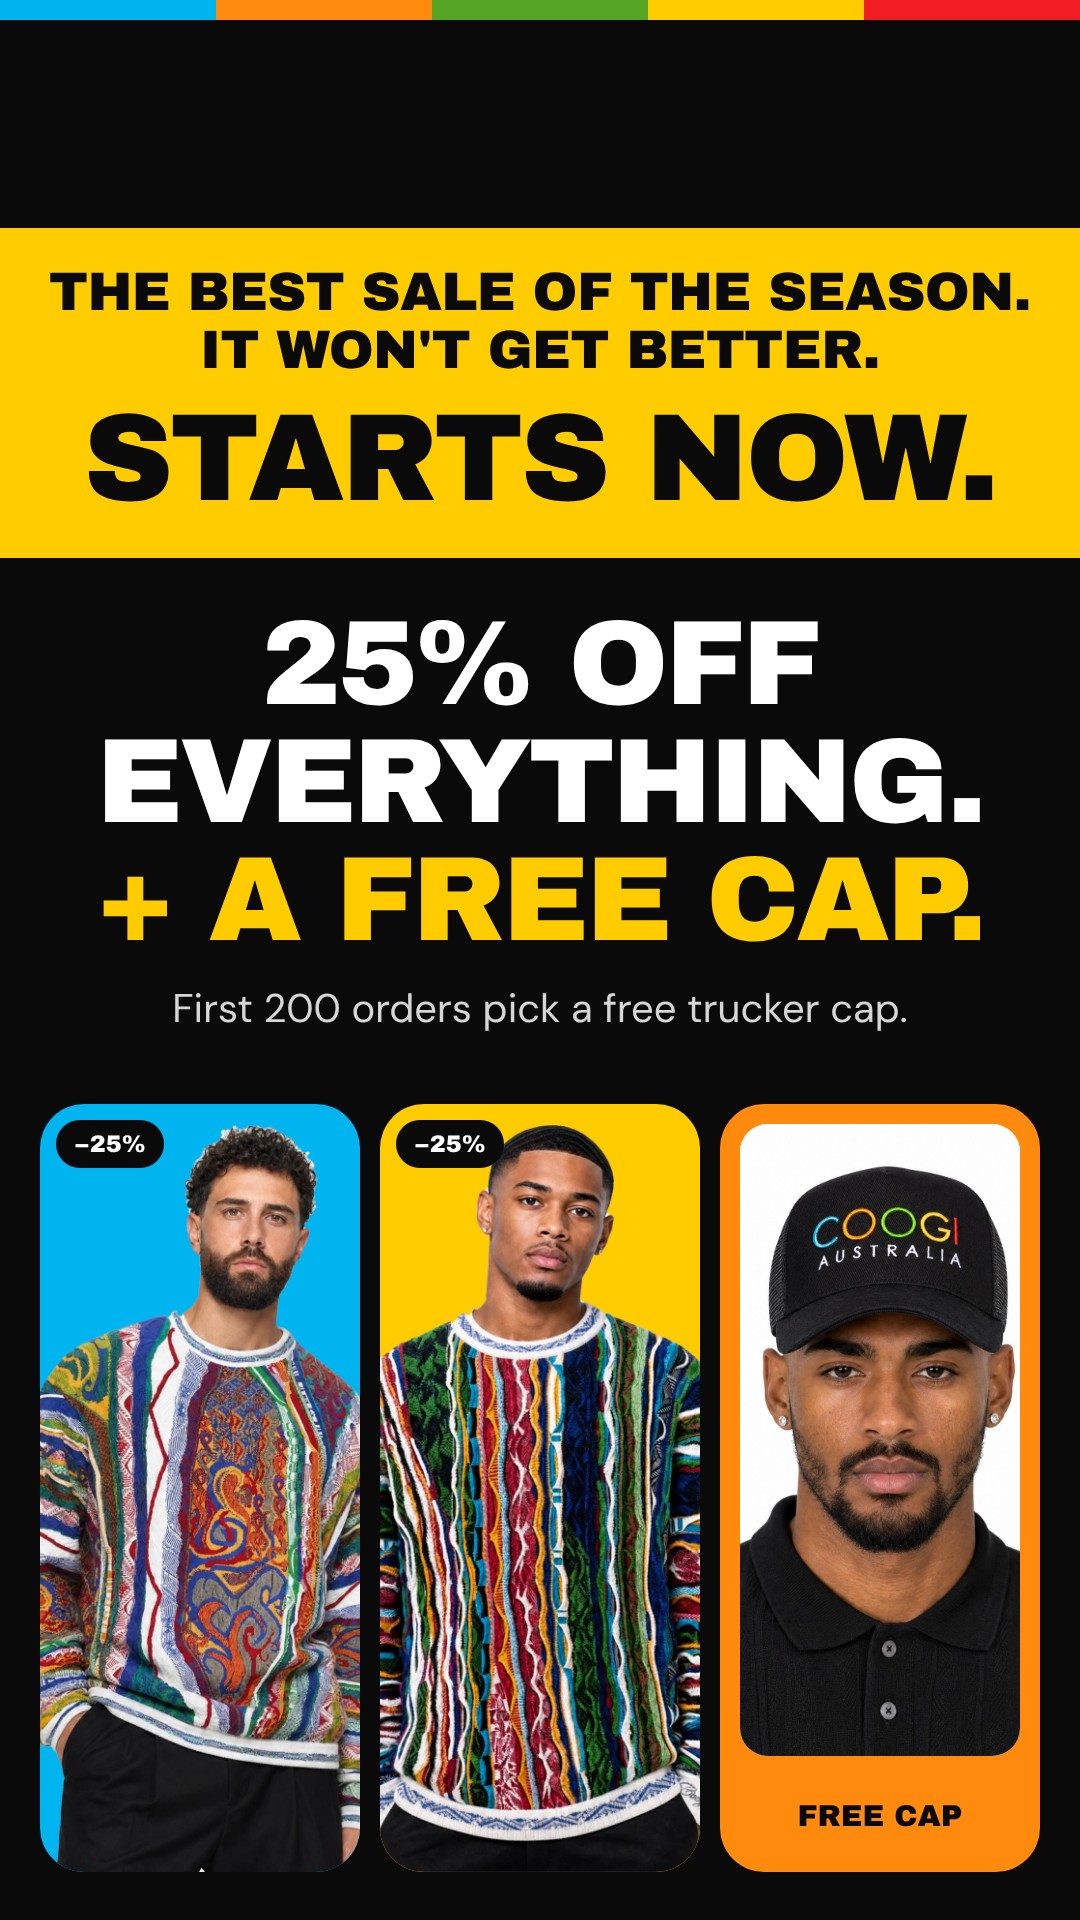 THE BEST SALE OF THE SEASON.
IT WON'T GET BETTER.
STARTS NOW.
25% OFF
EVERYTHING.
+ A FREE CAP.
First 200 orders pick a free trucker cap.
–25%
–25%
COOGI
AUSTRALIA
FREE CAP